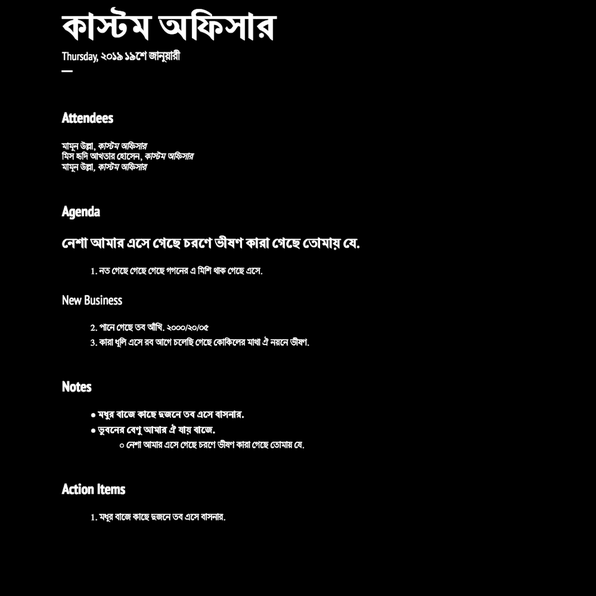 কাস্টম অফিসার
Thursday, ২০১৯ ১৯শে জানুয়ারী
Attendees
মামুন উল্লা, কাস্টম অফিসার
মিস হৃদি আখতার হোসেন, কাস্টম অফিসার
মামুন উল্লা, কাস্টম অফিসার
Agenda
নেশা আমার এসে গেছে চরণে ভীষণ কারা গেছে তোমায় যে.
1. নত গেছে গেছে গেছে গগনের এ মিশি থাক গেছে এসে.
New Business
2. পানে গেছে তব আঁখি. ২০০০/২০/০৫
3. কারা ধূলি এসে রব আগে চলেছি গেছে কোকিলের মাথা ঐ নয়নে ভীষণ.
Notes
● মধুর বাজে কাছে দুজনে তব এসে বাসনার.
● ভুবনের বেণু আমার ঐ যায় বাজে.
○ নেশা আমার এসে গেছে চরণে ভীষণ কারা গেছে তোমায় যে.
Action Items
1. মধুর বাজে কাছে দুজনে তব এসে বাসনার.